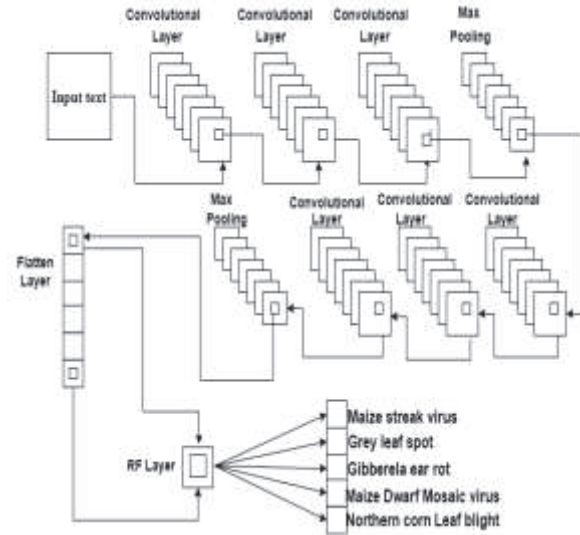 Convolutional
Layer
Convolutional
Layer
Convolutional
Layer
Max
Pooling
Input text
Max
Pooling
Convolutional
Layer
Convolutional
Layer
Convolutional
Layer
Flatten
Layer
RF Layer
Maize streak virus
Grey leaf spot
Gibberela ear rot
Maize Dwarf Mosaic virus
Northern corn Leaf blight